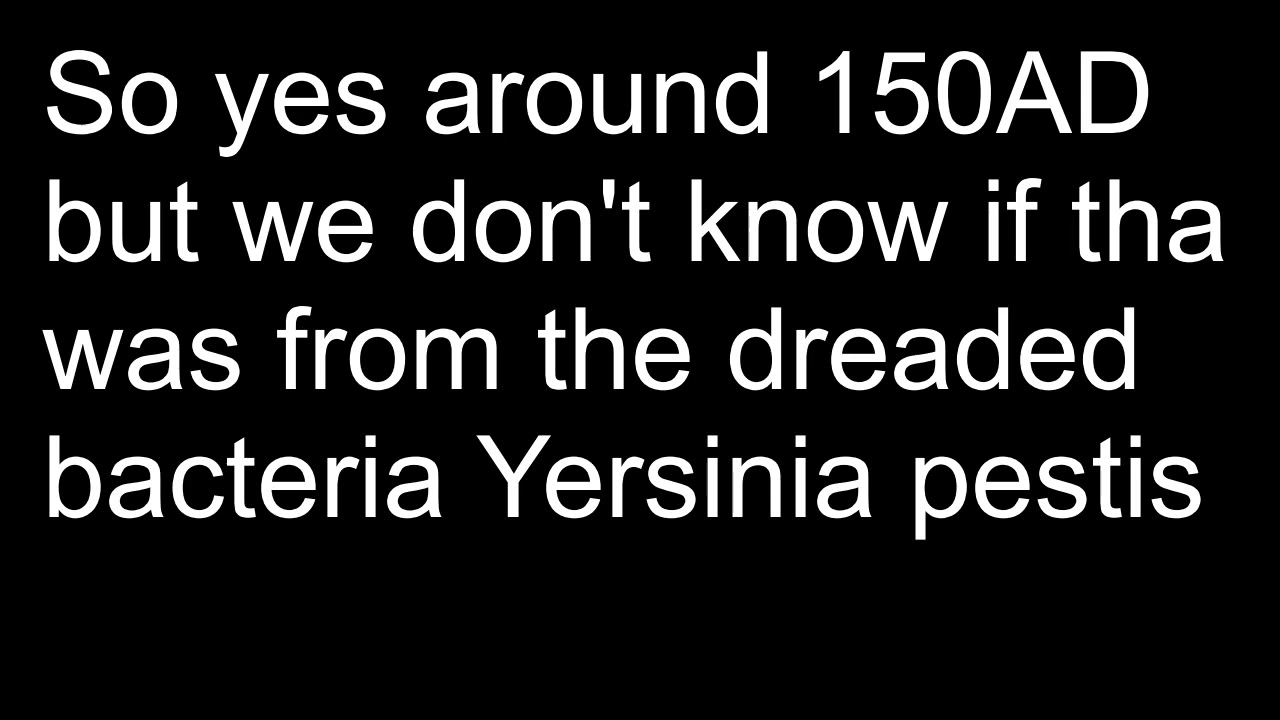 So yes around 150AD
but we don't know if tha
was from the dreaded
bacteria Yersinia pestis